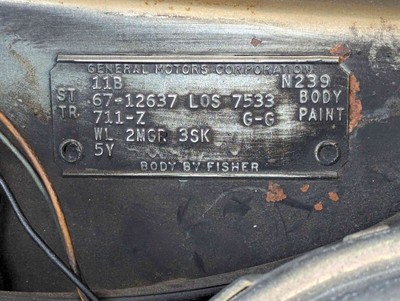 GENERAL MOTORS CORPORATION
11B N239
ST 67-12637 LOS 7533 BODY
TR. 711-Z G-G PAINT
WL 2MGR 3SK
5Y
BODY BY FISHER